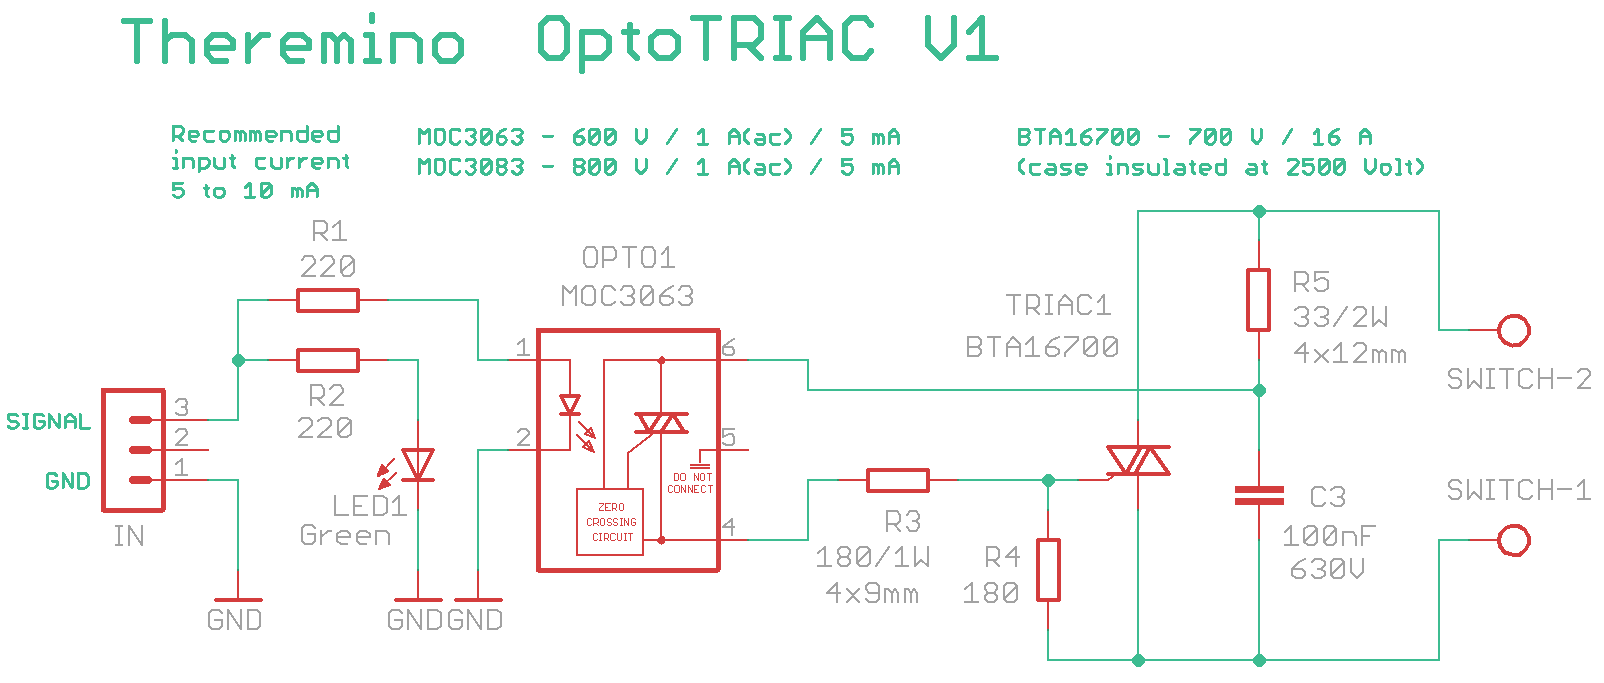 Theremino OptoTRIAC V1
Recommended
input current
5 to 10 mA
MOC3063 - 600 V / 1 A(ac) / 5 mA
MOC3083 - 800 V / 1 A(ac) / 5 mA
BTA16700 - 700 V / 16 A
(case insulated at 2500 Volt)
R1
220
R2
220
SIGNAL
GND
3
2
1
IN
GND
LED1
Green
GND
GND
OPTO1
MOC3063
1
2
6
5
4
DO NOT
CONNECT
ZERO
CROSSING
CIRCUIT
R3
180/1W
4x9mm
R4
180
TRIAC1
BTA16700
R5
33/2W
4x12mm
C3
100nF
630V
SWITCH-2
SWITCH-1